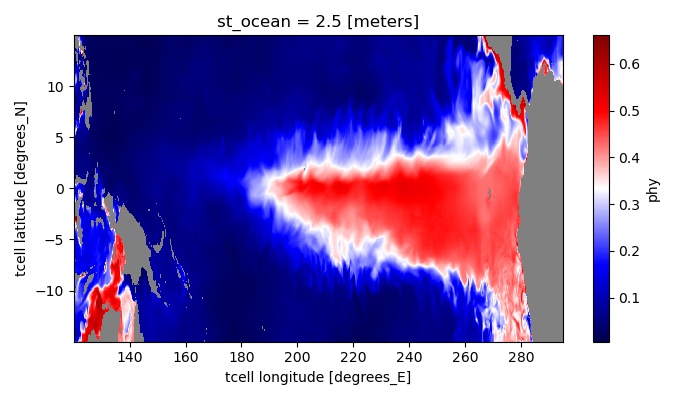 st_ocean = 2.5 [meters]
10
5
0
−5
−10
tcell latitude [degrees_N]
140 160 180 200 220 240 260 280
tcell longitude [degrees_E]
0.6
0.5
0.4
0.3
0.2
0.1
phy